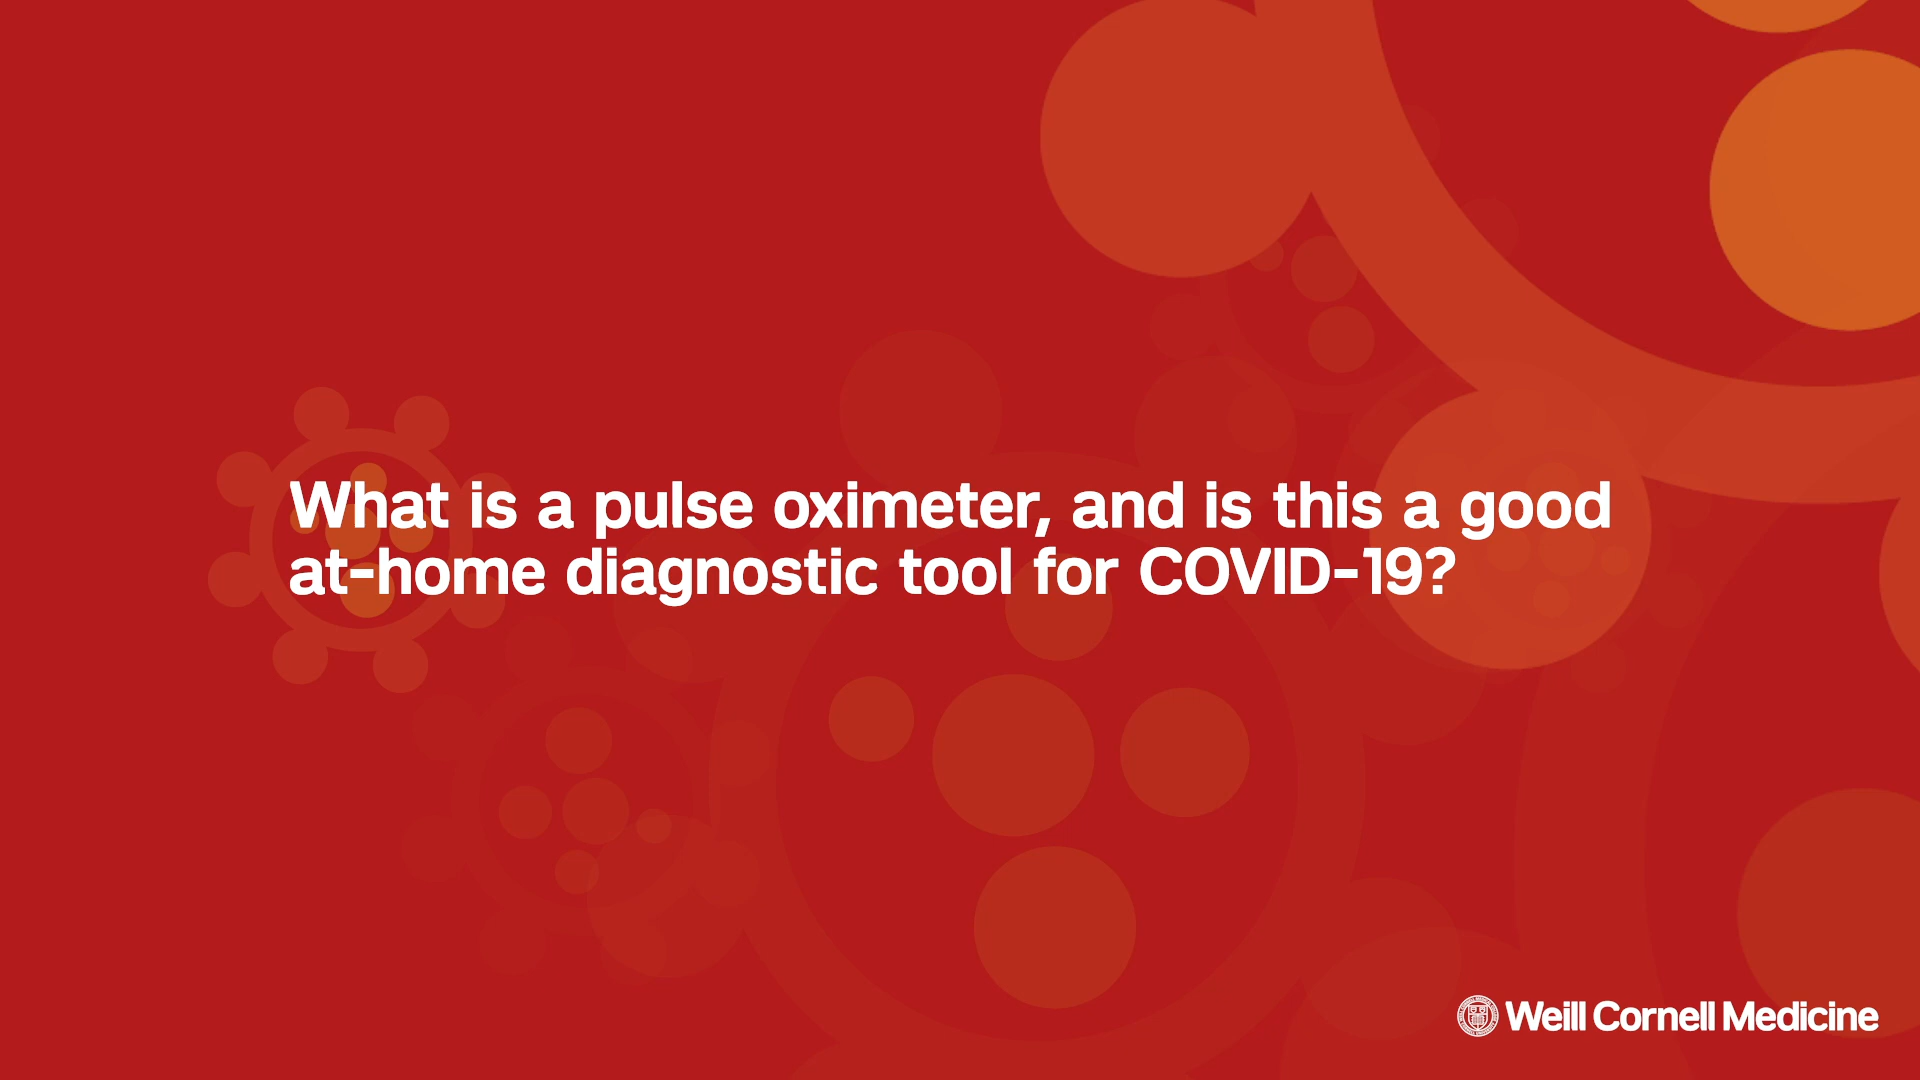 What is a pulse oximeter, and is this a good
at-home diagnostic tool for COVID-19?
Weill Cornell Medicine